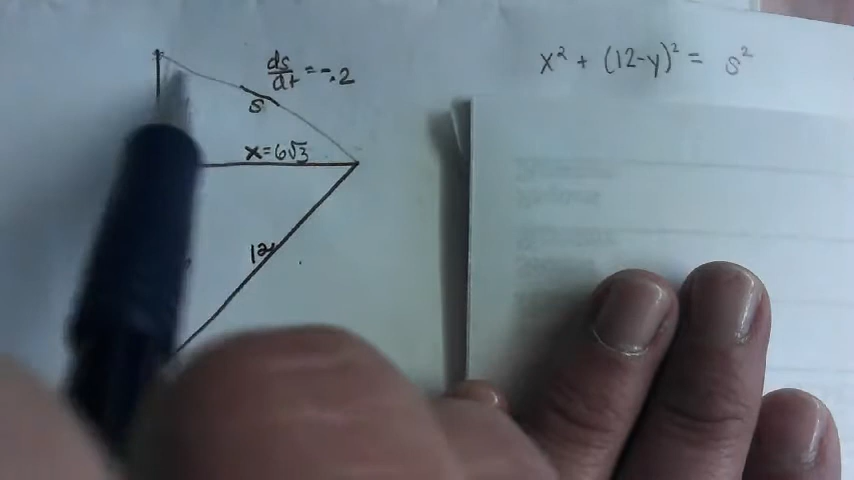 ds/dt = -.2
x² + (12-y)² = s²
s
x=6√3
12